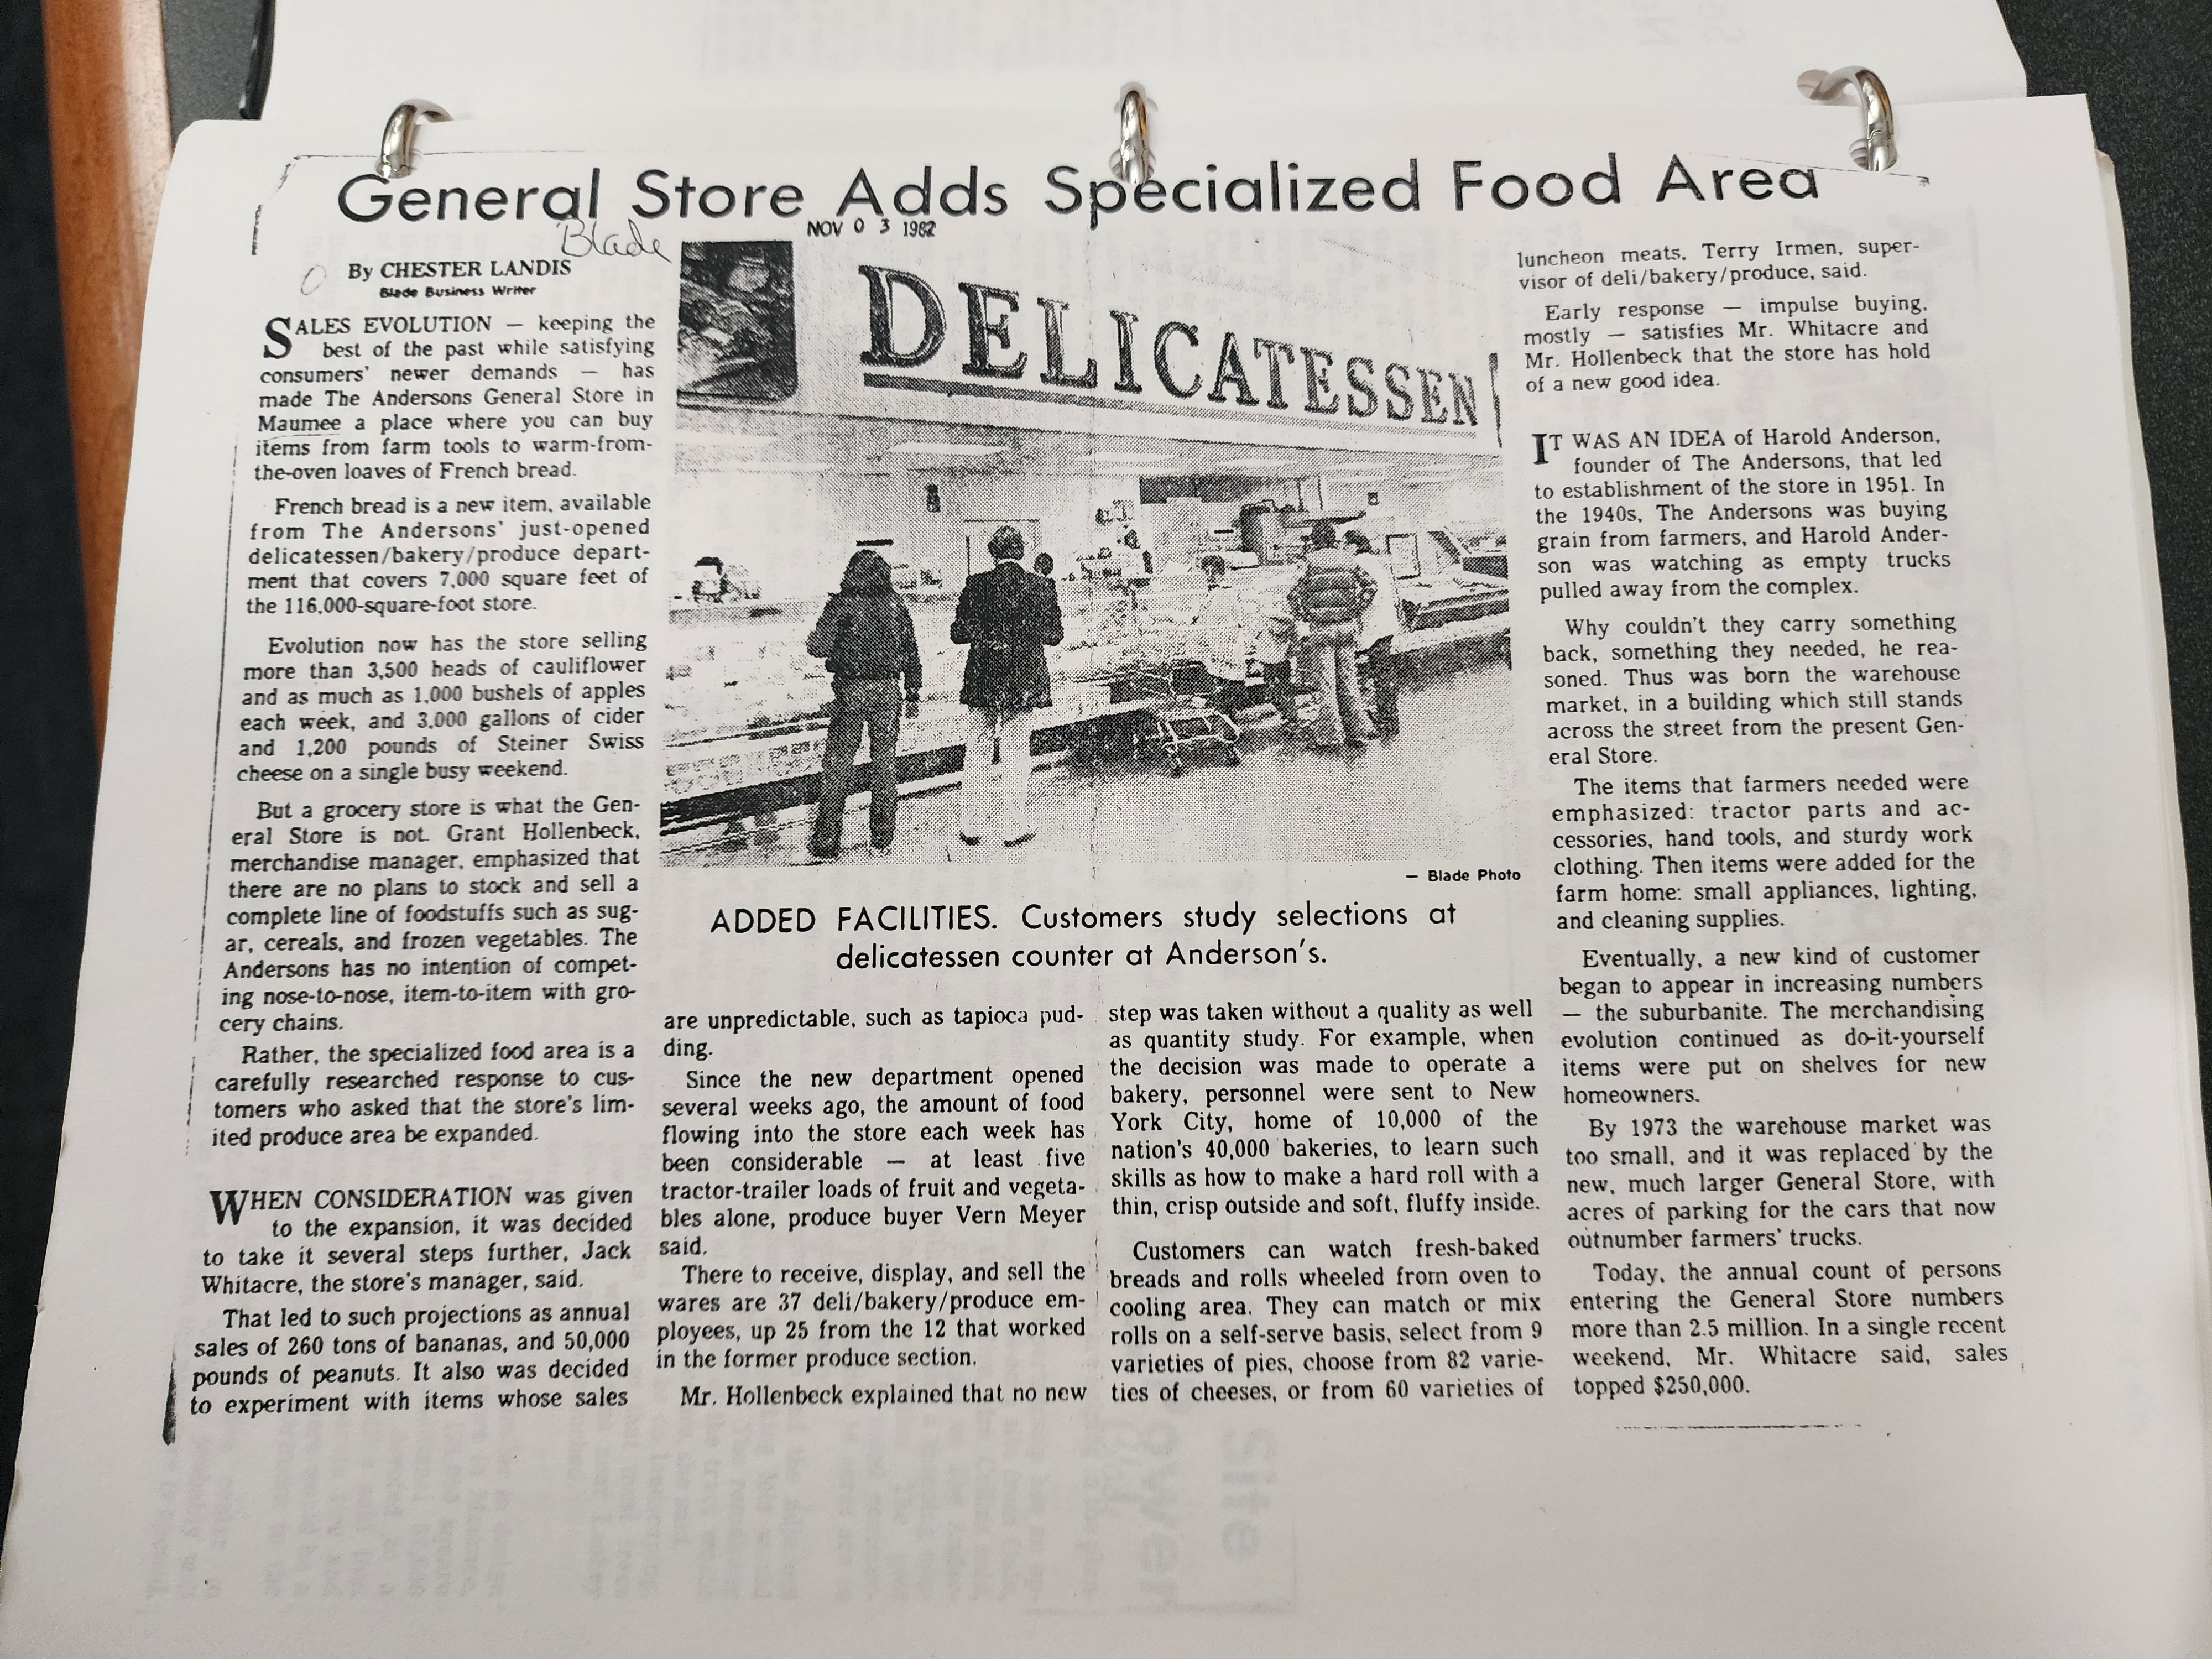 General Store Adds Specialized Food Area
Blade
NOV 0 3 1982
By CHESTER LANDIS
Blade Business Writer
SALES EVOLUTION — keeping the
best of the past while satisfying
consumers' newer demands — has
made The Andersons General Store in
Maumee a place where you can buy
items from farm tools to warm-from-
the-oven loaves of French bread.
French bread is a new item, available
from The Andersons' just-opened
delicatessen/bakery/produce depart-
ment that covers 7,000 square feet of
the 116,000-square-foot store.
Evolution now has the store selling
more than 3,500 heads of cauliflower
and as much as 1,000 bushels of apples
each week, and 3,000 gallons of cider
and 1,200 pounds of Steiner Swiss
cheese on a single busy weekend.
But a grocery store is what the Gen-
eral Store is not. Grant Hollenbeck,
merchandise manager, emphasized that
there are no plans to stock and sell a
complete line of foodstuffs such as sug-
ar, cereals, and frozen vegetables. The
Andersons has no intention of compet-
ing nose-to-nose, item-to-item with gro-
cery chains.
Rather, the specialized food area is a
carefully researched response to cus-
tomers who asked that the store's lim-
ited produce area be expanded.
WHEN CONSIDERATION was given
to the expansion, it was decided
to take it several steps further, Jack
Whitacre, the store's manager, said.
That led to such projections as annual
sales of 260 tons of bananas, and 50,000
pounds of peanuts. It also was decided
to experiment with items whose sales
DELICATESSEN
— Blade Photo
ADDED FACILITIES. Customers study selections at
delicatessen counter at Anderson's.
are unpredictable, such as tapioca pud-
ding.
Since the new department opened
several weeks ago, the amount of food
flowing into the store each week has
been considerable — at least five
tractor-trailer loads of fruit and vegeta-
bles alone, produce buyer Vern Meyer
said.
There to receive, display, and sell the
wares are 37 deli/bakery/produce em-
ployees, up 25 from the 12 that worked
in the former produce section.
Mr. Hollenbeck explained that no new
step was taken without a quality as well
as quantity study. For example, when
the decision was made to operate a
bakery, personnel were sent to New
York City, home of 10,000 of the
nation's 40,000 bakeries, to learn such
skills as how to make a hard roll with a
thin, crisp outside and soft, fluffy inside.
Customers can watch fresh-baked
breads and rolls wheeled from oven to
cooling area. They can match or mix
rolls on a self-serve basis, select from 9
varieties of pies, choose from 82 varie-
ties of cheeses, or from 60 varieties of
luncheon meats, Terry Irmen, super-
visor of deli/bakery/produce, said.
Early response — impulse buying,
mostly — satisfies Mr. Whitacre and
Mr. Hollenbeck that the store has hold
of a new good idea.
IT WAS AN IDEA of Harold Anderson,
founder of The Andersons, that led
to establishment of the store in 1951. In
the 1940s, The Andersons was buying
grain from farmers, and Harold Ander-
son was watching as empty trucks
pulled away from the complex.
Why couldn't they carry something
back, something they needed, he rea-
soned. Thus was born the warehouse
market, in a building which still stands
across the street from the present Gen-
eral Store.
The items that farmers needed were
emphasized: tractor parts and ac-
cessories, hand tools, and sturdy work
clothing. Then items were added for the
farm home: small appliances, lighting,
and cleaning supplies.
Eventually, a new kind of customer
began to appear in increasing numbers
— the suburbanite. The merchandising
evolution continued as do-it-yourself
items were put on shelves for new
homeowners.
By 1973 the warehouse market was
too small, and it was replaced by the
new, much larger General Store, with
acres of parking for the cars that now
outnumber farmers' trucks.
Today, the annual count of persons
entering the General Store numbers
more than 2.5 million. In a single recent
weekend, Mr. Whitacre said, sales
topped $250,000.